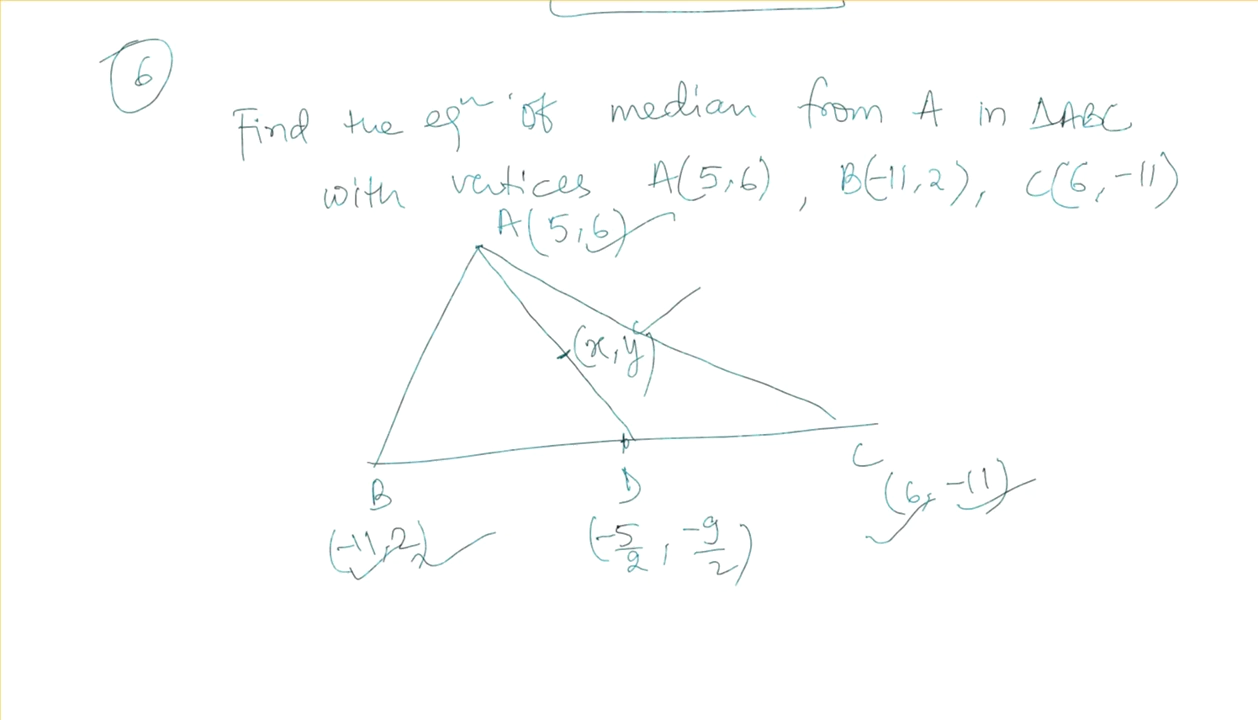 6
Find the eqn of median from A in ΔABC
with vertices A(5,6), B(-11,2), C(6,-11)
A(5,6)
(x,y)
B
D
C
(6,-11)
(-11,2)
(-5/2, -9/2)